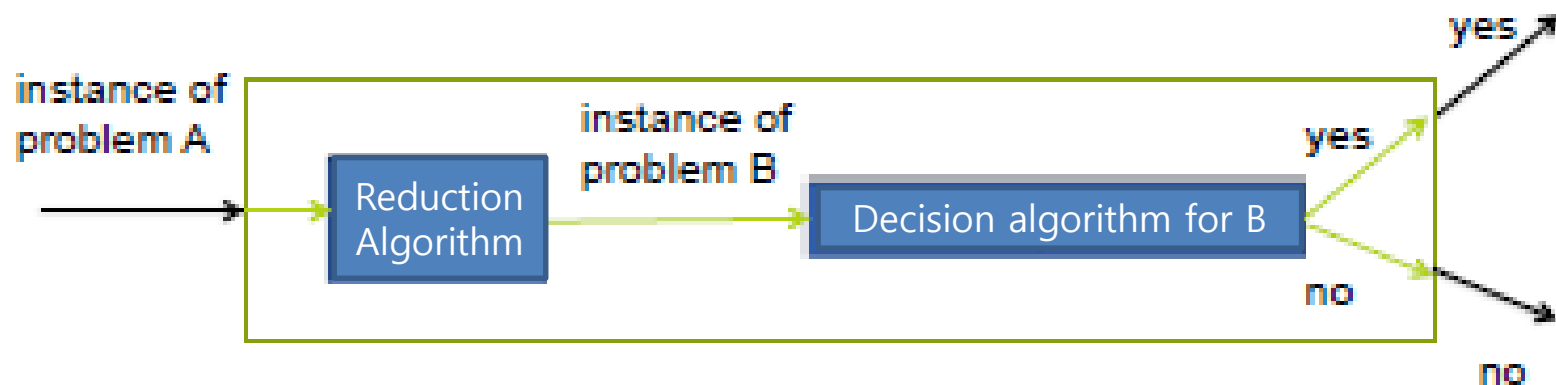 instance of
problem A
Reduction
Algorithm
instance of
problem B
Decision algorithm for B
yes
no
yes
no